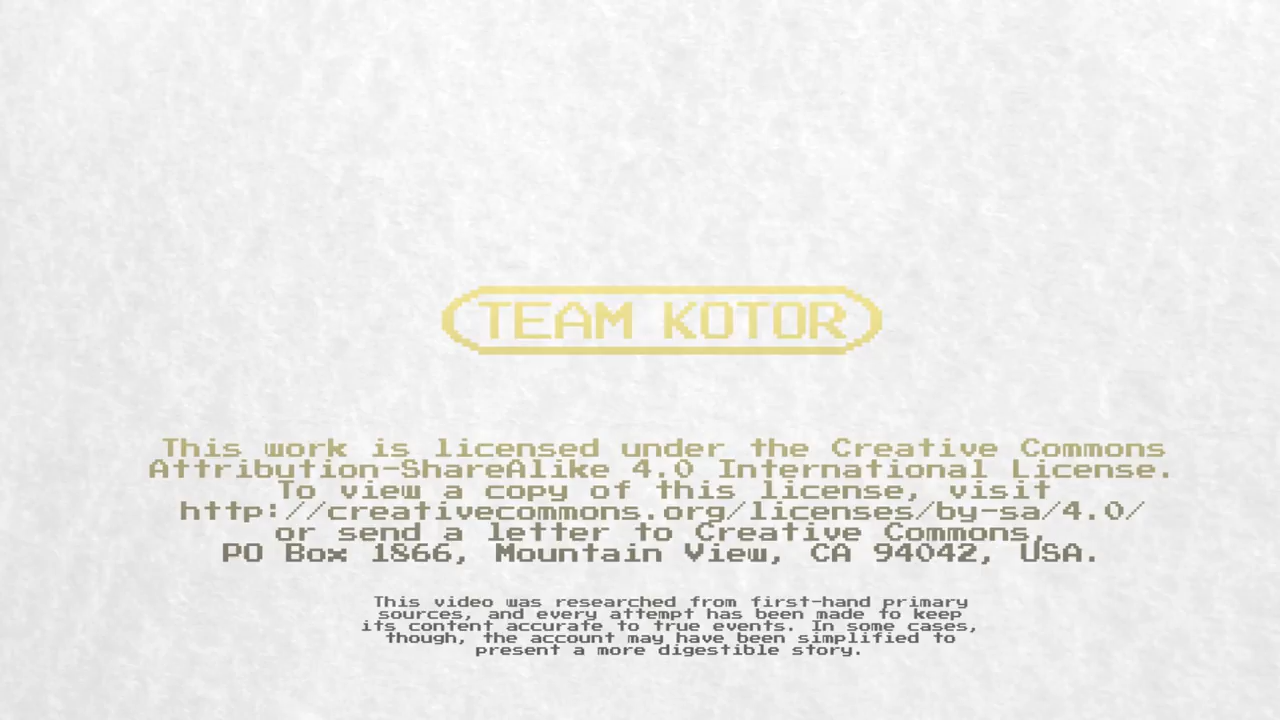 TEAM KOTOR
This work is licensed under the Creative Commons
Attribution-ShareAlike 4.0 International License.
To view a copy of this license, visit
http://creativecommons.org/licenses/by-sa/4.0/
or send a letter to Creative Commons,
PO Box 1866, Mountain View, CA 94042, USA.
This video was researched from first-hand primary
sources, and every attempt has been made to keep
its content accurate to true events. In some cases,
though, the account may have been simplified to
present a more digestible story.